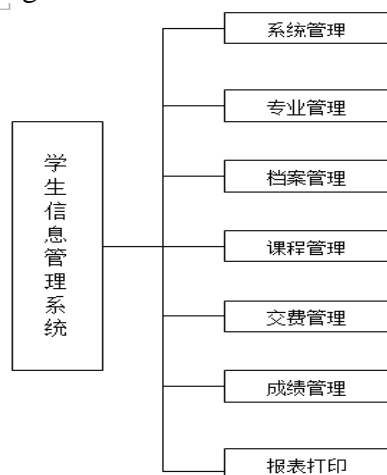 学生信息管理系统
系统管理
专业管理
档案管理
课程管理
交费管理
成绩管理
报表打印